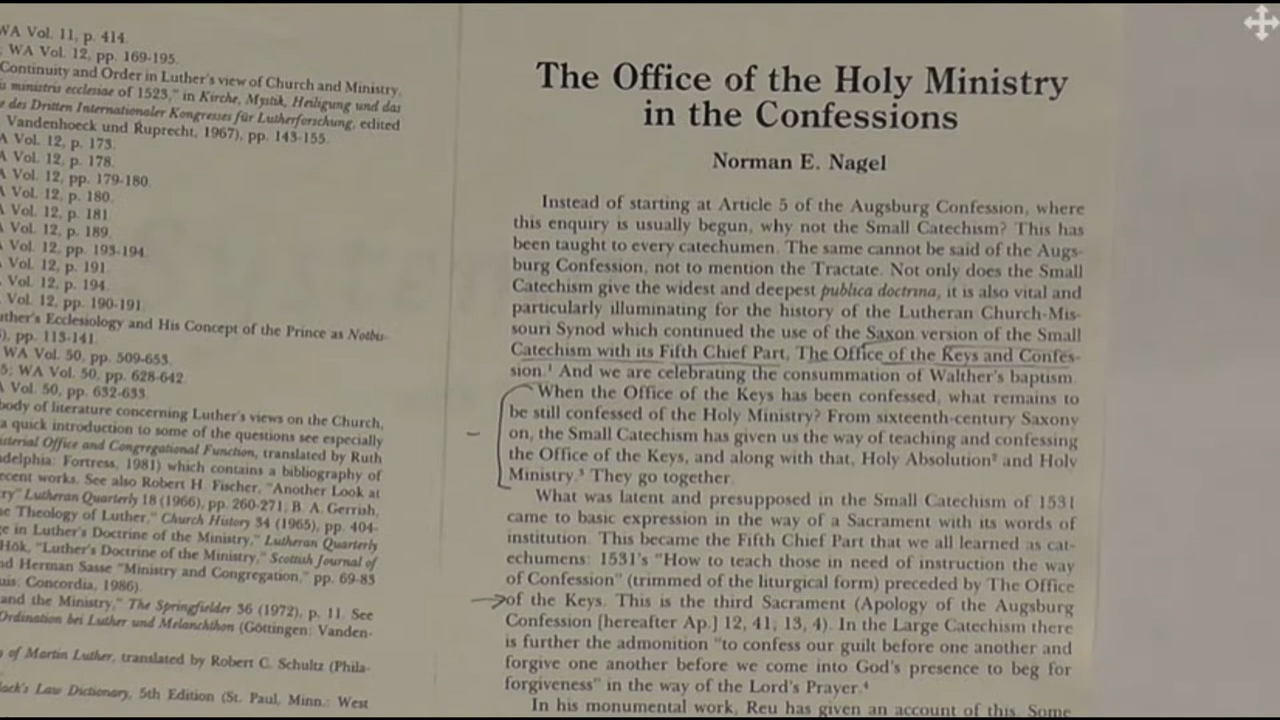 WA Vol. 11, p. 414.
WA Vol. 12, pp. 169-195.
Continuity and Order in Luther's view of Church and Ministry,
ministris ecclesiae of 1523," in Kirche, Mystik, Heiligung und das
des Dritten Internationaler Kongresses für Lutherforschung, edited
Vandenhoeck und Ruprecht, 1967), pp. 143-155.
Vol. 12, p. 173.
Vol. 12, p. 178.
Vol. 12, pp. 179-180.
Vol. 12, p. 180.
Vol. 12, p. 181
Vol. 12, p. 189.
Vol. 12, pp. 193-194.
Vol. 12, p. 191.
Vol. 12, p. 194.
Vol. 12, pp. 190-191.
Ecclesiology and His Concept of the Prince as Notbu-
pp. 113-141.
WA Vol. 50, pp. 509-653.
WA Vol. 50, pp. 628-642.
Vol. 50, pp. 632-633.
body of literature concerning Luther's views on the Church,
a quick introduction to some of the questions see especially
Office and Congregational Function, translated by Ruth
Fortress, 1981) which contains a bibliography of
works. See also Robert H. Fischer, "Another Look at
Lutheran Quarterly 18 (1966), pp. 260-271; B. A. Gerrish,
Theology of Luther," Church History 34 (1965), pp. 404-
in Luther's Doctrine of the Ministry," Lutheran Quarterly
Hök, "Luther's Doctrine of the Ministry," Scottish Journal of
Herman Sasse "Ministry and Congregation," pp. 69-83
Concordia, 1986).
and the Ministry," The Springfielder 36 (1972), p. 11. See
Ordination bei Luther und Melanchthon (Göttingen: Vanden-
of Martin Luther, translated by Robert C. Schultz (Phila-
Law Dictionary, 5th Edition (St. Paul, Minn.: West
The Office of the Holy Ministry
in the Confessions
Norman E. Nagel
Instead of starting at Article 5 of the Augsburg Confession, where
this enquiry is usually begun, why not the Small Catechism? This has
been taught to every catechumen. The same cannot be said of the Augs-
burg Confession, not to mention the Tractate. Not only does the Small
Catechism give the widest and deepest publica doctrina, it is also vital and
particularly illuminating for the history of the Lutheran Church-Mis-
souri Synod which continued the use of the Saxon version of the Small
Catechism with its Fifth Chief Part, The Office of the Keys and Confes-
sion.¹ And we are celebrating the consummation of Walther's baptism.
When the Office of the Keys has been confessed, what remains to
be still confessed of the Holy Ministry? From sixteenth-century Saxony
on, the Small Catechism has given us the way of teaching and confessing
the Office of the Keys, and along with that, Holy Absolution² and Holy
Ministry.³ They go together.
What was latent and presupposed in the Small Catechism of 1531
came to basic expression in the way of a Sacrament with its words of
institution. This became the Fifth Chief Part that we all learned as cat-
echumens: 1531's "How to teach those in need of instruction the way
of Confession" (trimmed of the liturgical form) preceded by The Office
of the Keys. This is the third Sacrament (Apology of the Augsburg
Confession [hereafter Ap.] 12, 41; 13, 4). In the Large Catechism there
is further the admonition "to confess our guilt before one another and
forgive one another before we come into God's presence to beg for
forgiveness" in the way of the Lord's Prayer.⁴
In his monumental work, Reu has given an account of this. Some